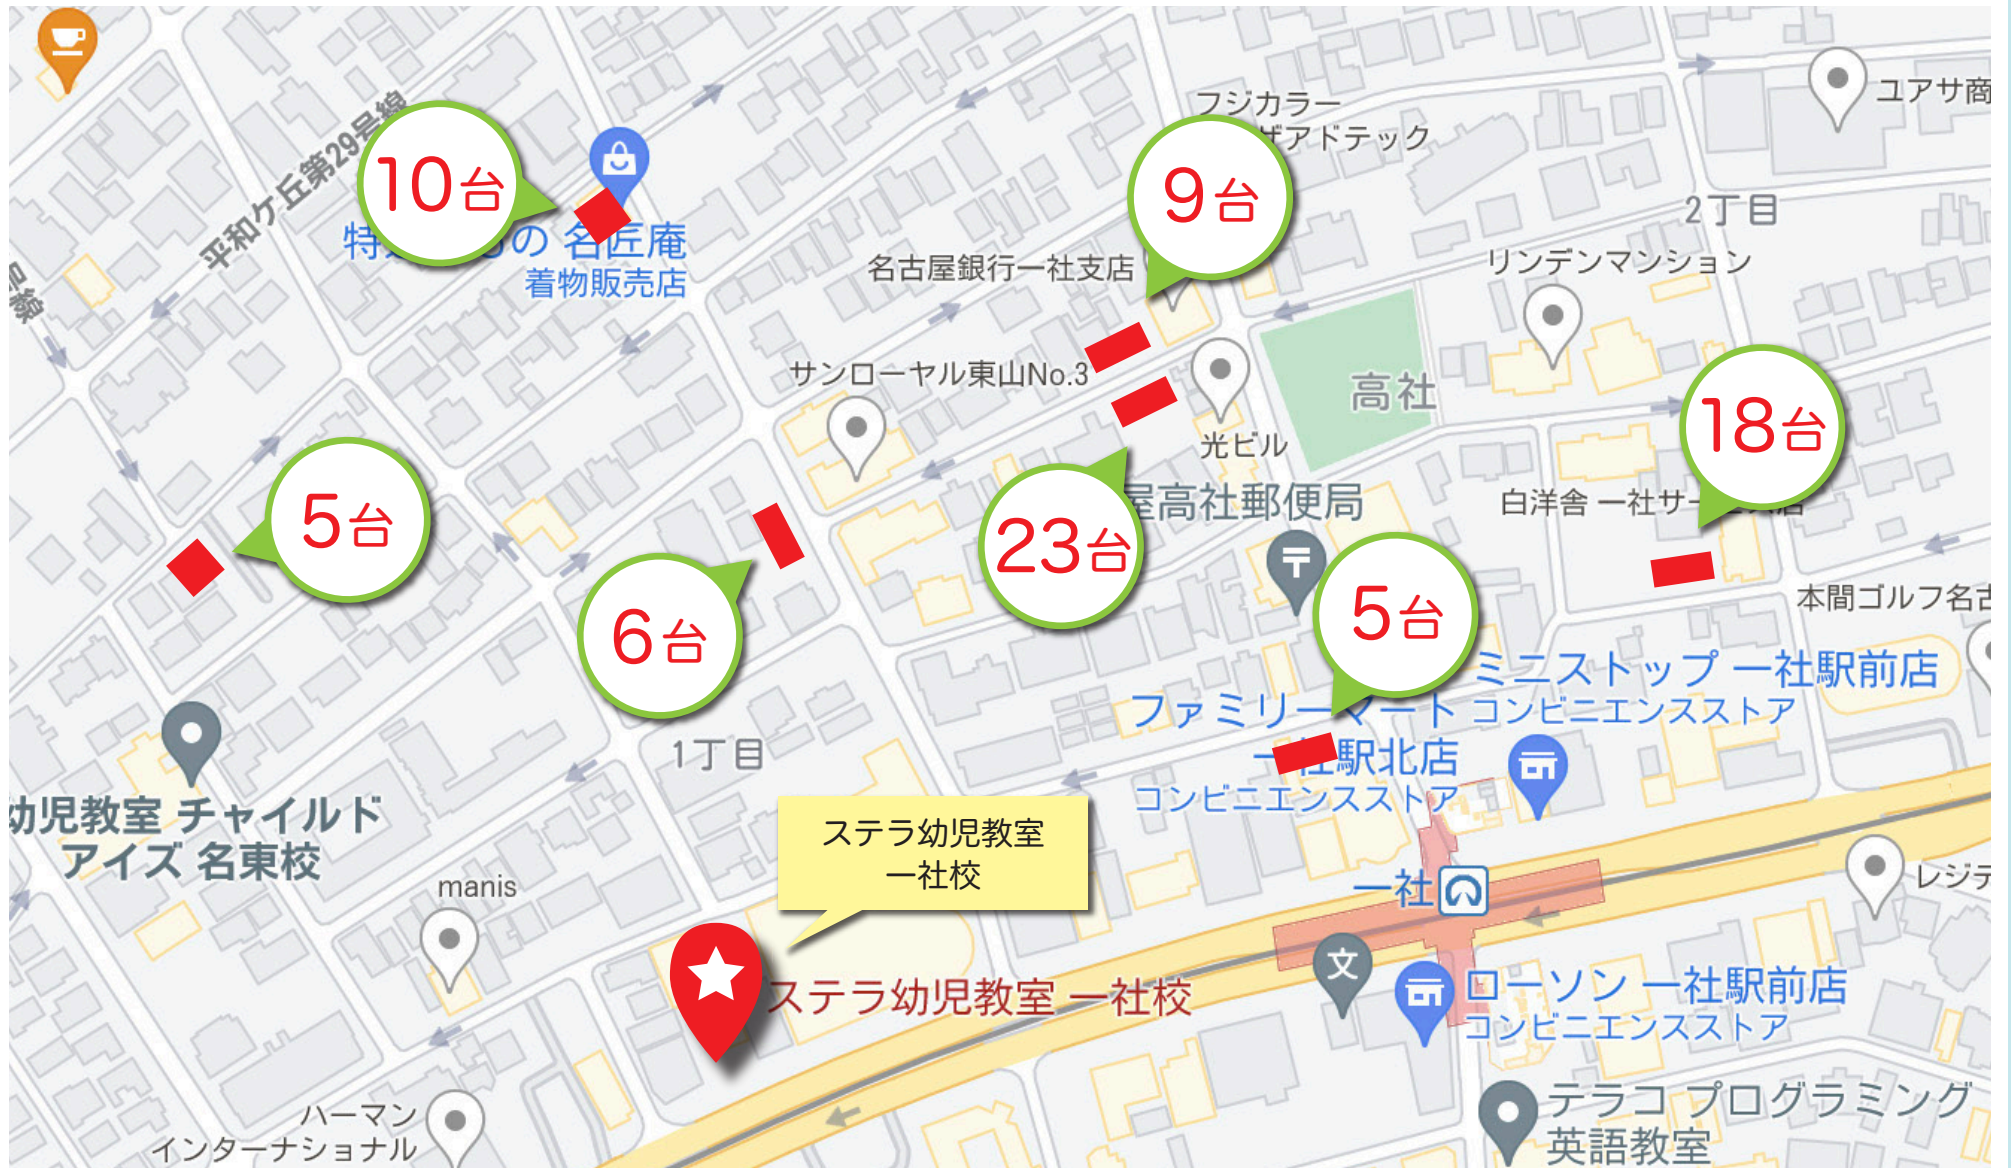 フジカラー
ザアドテック
ユアサ商
平和ケ丘第29号線
10台
9台
2丁目
号線
特
の 名匠庵
着物販売店
名古屋銀行一社支店
リンデンマンション
サンローヤル東山No.3
高社
18台
光ビル
5台
屋高社郵便局
白洋舎 一社サー
店
23台
6台
5台
本間ゴルフ名古
ミニストップ 一社駅前店
コンビニエンスストア
ファミリーマート
一社駅北店
コンビニエンスストア
1丁目
幼児教室 チャイルド
アイズ 名東校
ステラ幼児教室
一社校
manis
一社
文
レジデ
ステラ幼児教室 一社校
ローソン 一社駅前店
コンビニエンスストア
ハーマン
インターナショナル
テラコ プログラミング
英語教室